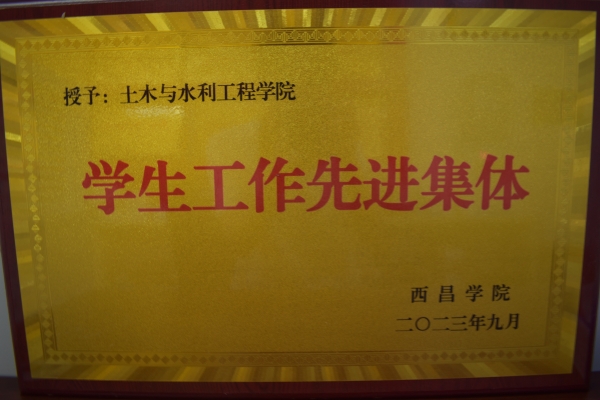 授予：土木与水利工程学院
学生工作先进集体
西昌学院
二〇二三年九月